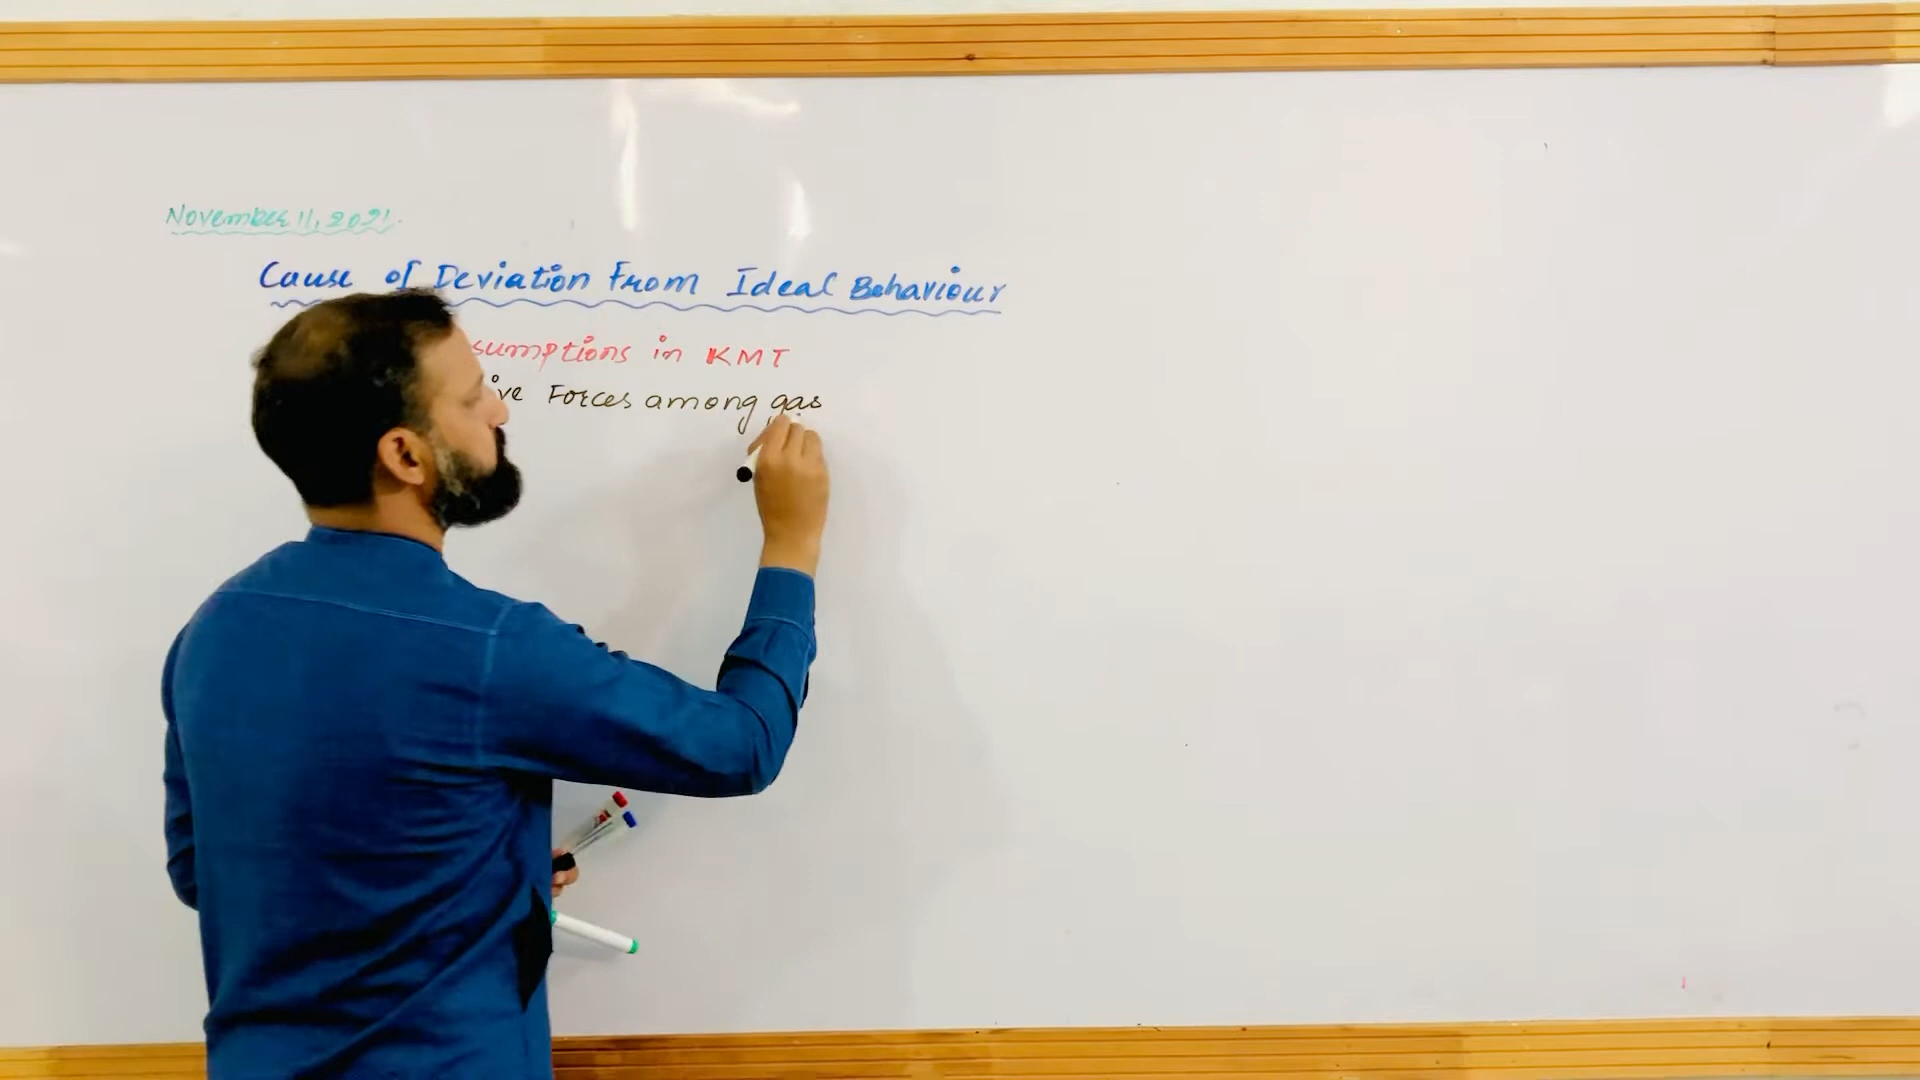 November 11, 2021.
Cause of Deviation From Ideal Behaviour
sumptions in KMT
ive Forces among gas